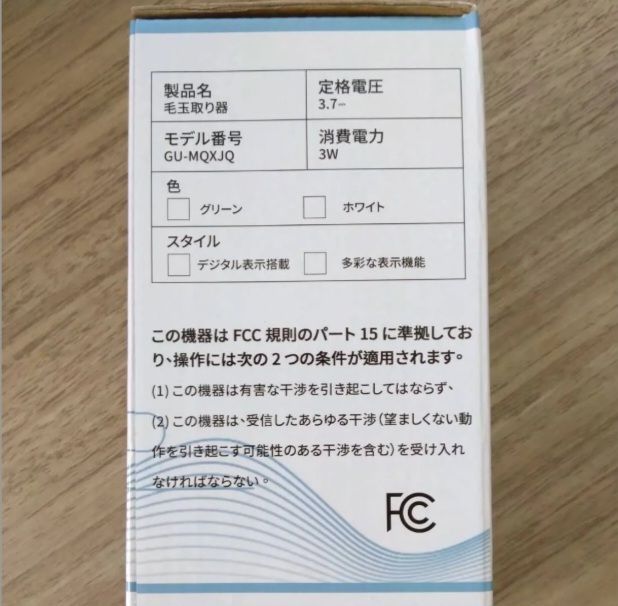 製品名
毛玉取り器
定格電圧
3.7⎓
モデル番号
GU-MQXJQ
消費電力
3W
色
グリーン
ホワイト
スタイル
デジタル表示搭載
多彩な表示機能
この機器は FCC 規則のパート 15 に準拠してお
り、操作には次の 2 つの条件が適用されます。
(1) この機器は有害な干渉を引き起こしてはならず、
(2) この機器は、受信したあらゆる干渉（望ましくない動
作を引き起こす可能性のある干渉を含む）を受け入れ
なければならない。
FCC